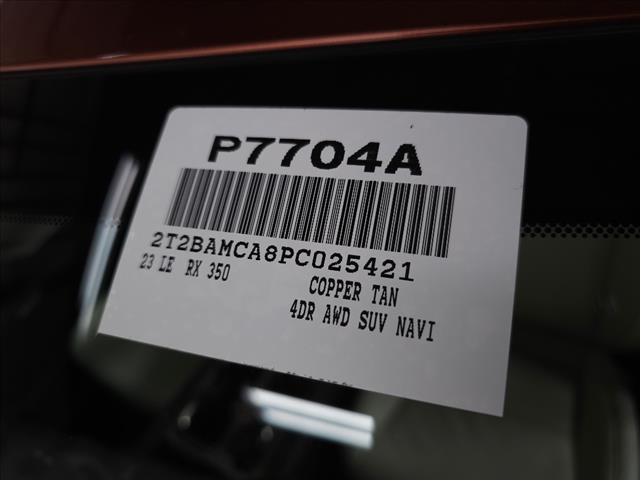 P7704A
2T2BAMCA8PC025421
23 LE RX 350
COPPER TAN
4DR AWD SUV NAVI